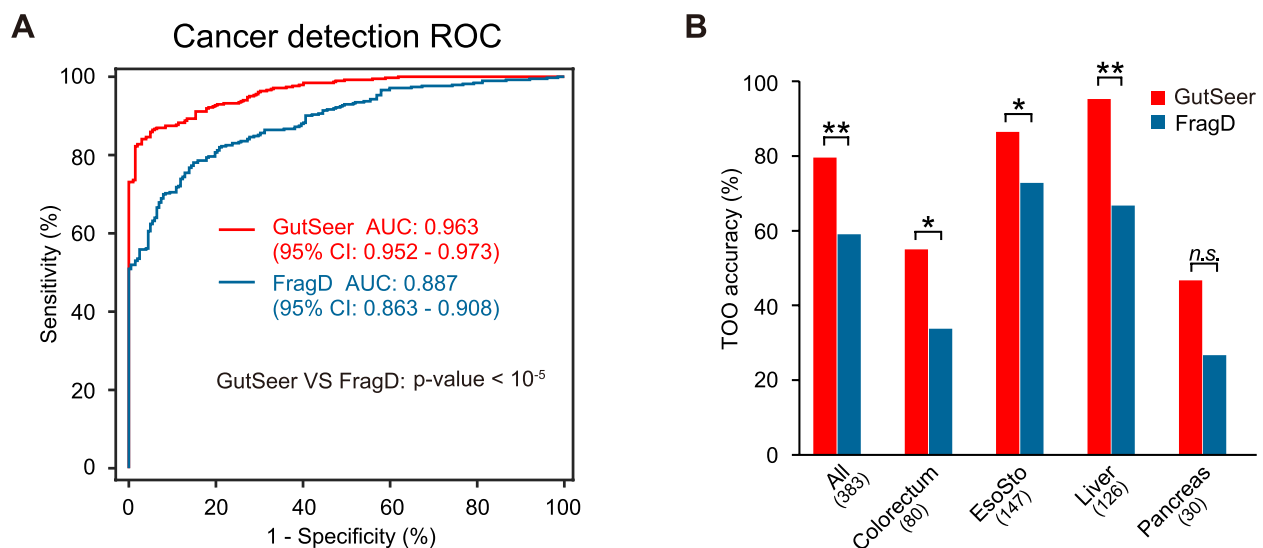 A
Cancer detection ROC
100
80
60
40
20
0
Sensitivity (%)
GutSeer AUC: 0.963
(95% CI: 0.952 - 0.973)
FragD AUC: 0.887
(95% CI: 0.863 - 0.908)
GutSeer VS FragD: p-value < 10⁻⁵
0 20 40 60 80 100
1 - Specificity (%)
B
100
80
60
40
20
0
TOO accuracy (%)
** * * ** n.s.
GutSeer
FragD
All
(383)
Colorectum
(80)
EsoSto
(147)
Liver
(126)
Pancreas
(30)